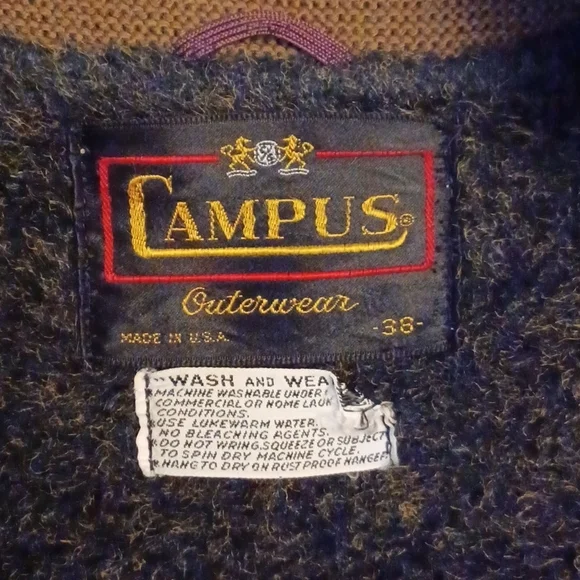 CAMPUS®
Outerwear
MADE IN U.S.A. -38-
"WASH AND WEA
MACHINE WASHABLE UNDER
COMMERCIAL OR HOME LAUN
CONDITIONS.
USE LUKEWARM WATER.
NO BLEACHING AGENTS.
DO NOT WRING, SQUEEZE OR SUBJECT
TO SPIN DRY MACHINE CYCLE.
HANG TO DRY ON RUST PROOF HANGER